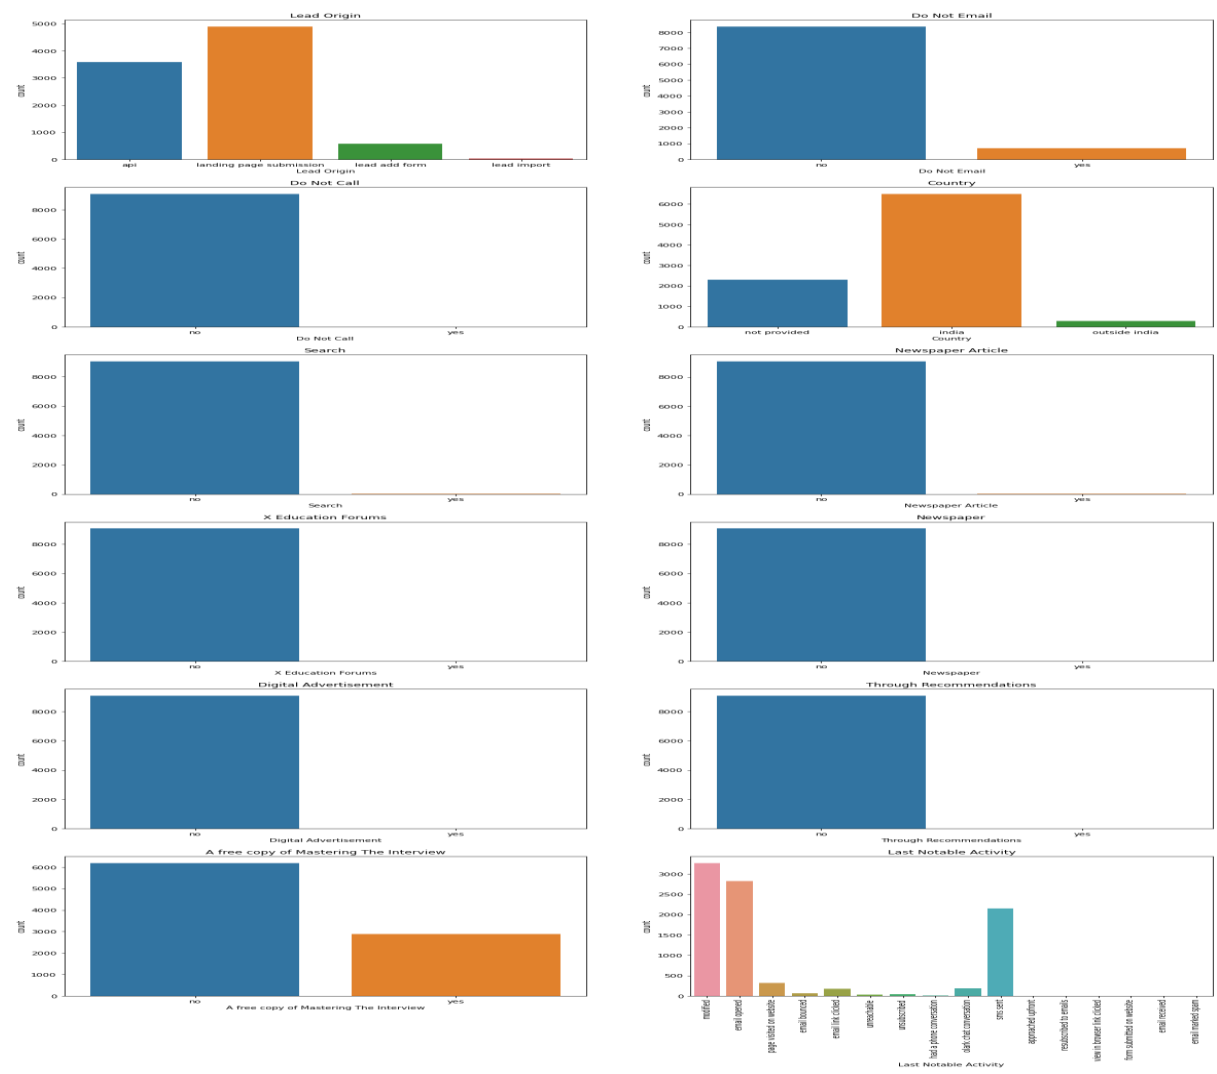 Lead Origin
count
5000
4000
3000
2000
1000
0
api landing page submission lead add form lead import
Lead Origin
Do Not Email
count
8000
7000
6000
5000
4000
3000
2000
1000
0
no yes
Do Not Email
Do Not Call
count
8000
6000
4000
2000
0
no yes
Do Not Call
Country
count
6000
5000
4000
3000
2000
1000
0
not provided india outside india
Country
Search
count
8000
6000
4000
2000
0
no yes
Search
Newspaper Article
count
8000
6000
4000
2000
0
no yes
Newspaper Article
X Education Forums
count
8000
6000
4000
2000
0
no yes
X Education Forums
Newspaper
count
8000
6000
4000
2000
0
no yes
Newspaper
Digital Advertisement
count
8000
6000
4000
2000
0
no yes
Digital Advertisement
Through Recommendations
count
8000
6000
4000
2000
0
no yes
Through Recommendations
A free copy of Mastering The Interview
count
6000
5000
4000
3000
2000
1000
0
no yes
A free copy of Mastering The Interview
Last Notable Activity
count
3000
2500
2000
1500
1000
500
0
modified
email opened
page visited on website
email bounced
email link clicked
unreachable
unsubscribed
had a phone conversation
olark chat conversation
sms sent
approached upfront
resubscribed to emails
view in browser link clicked
form submitted on website
email received
email marked spam
Last Notable Activity